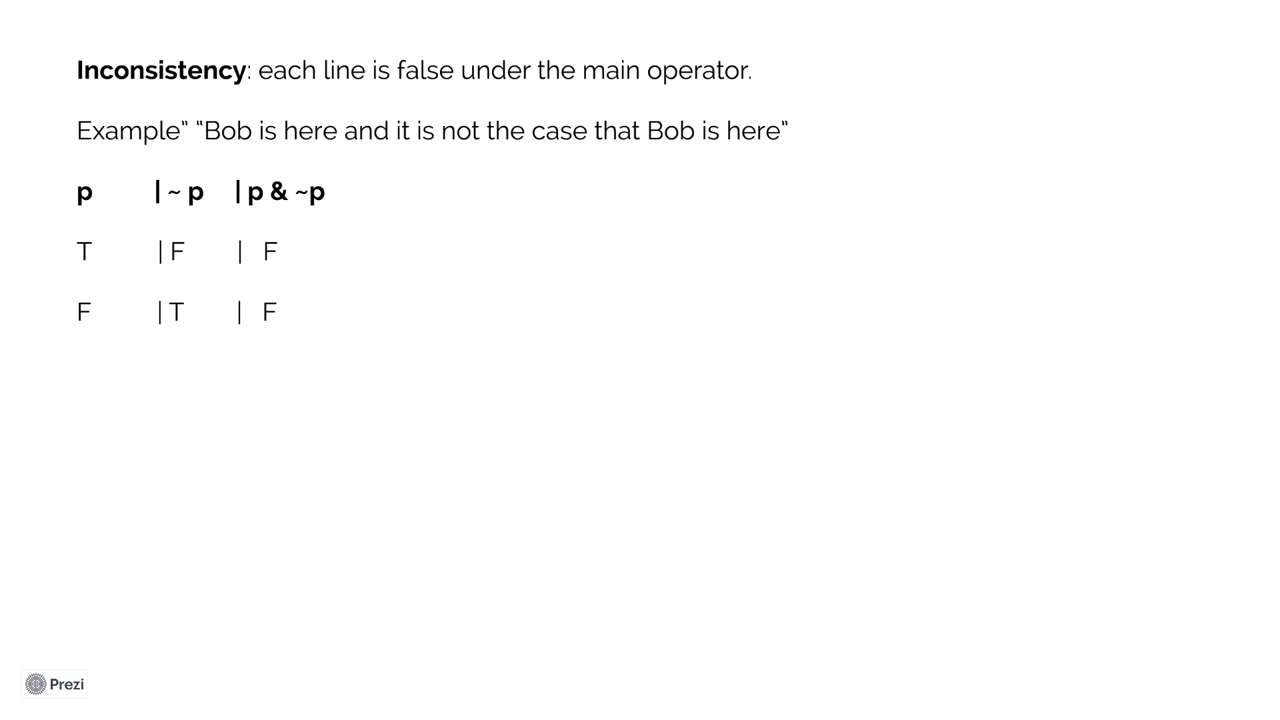 Inconsistency: each line is false under the main operator.
Example” “Bob is here and it is not the case that Bob is here”
p | ~ p | p & ~p
T | F | F
F | T | F
Prezi